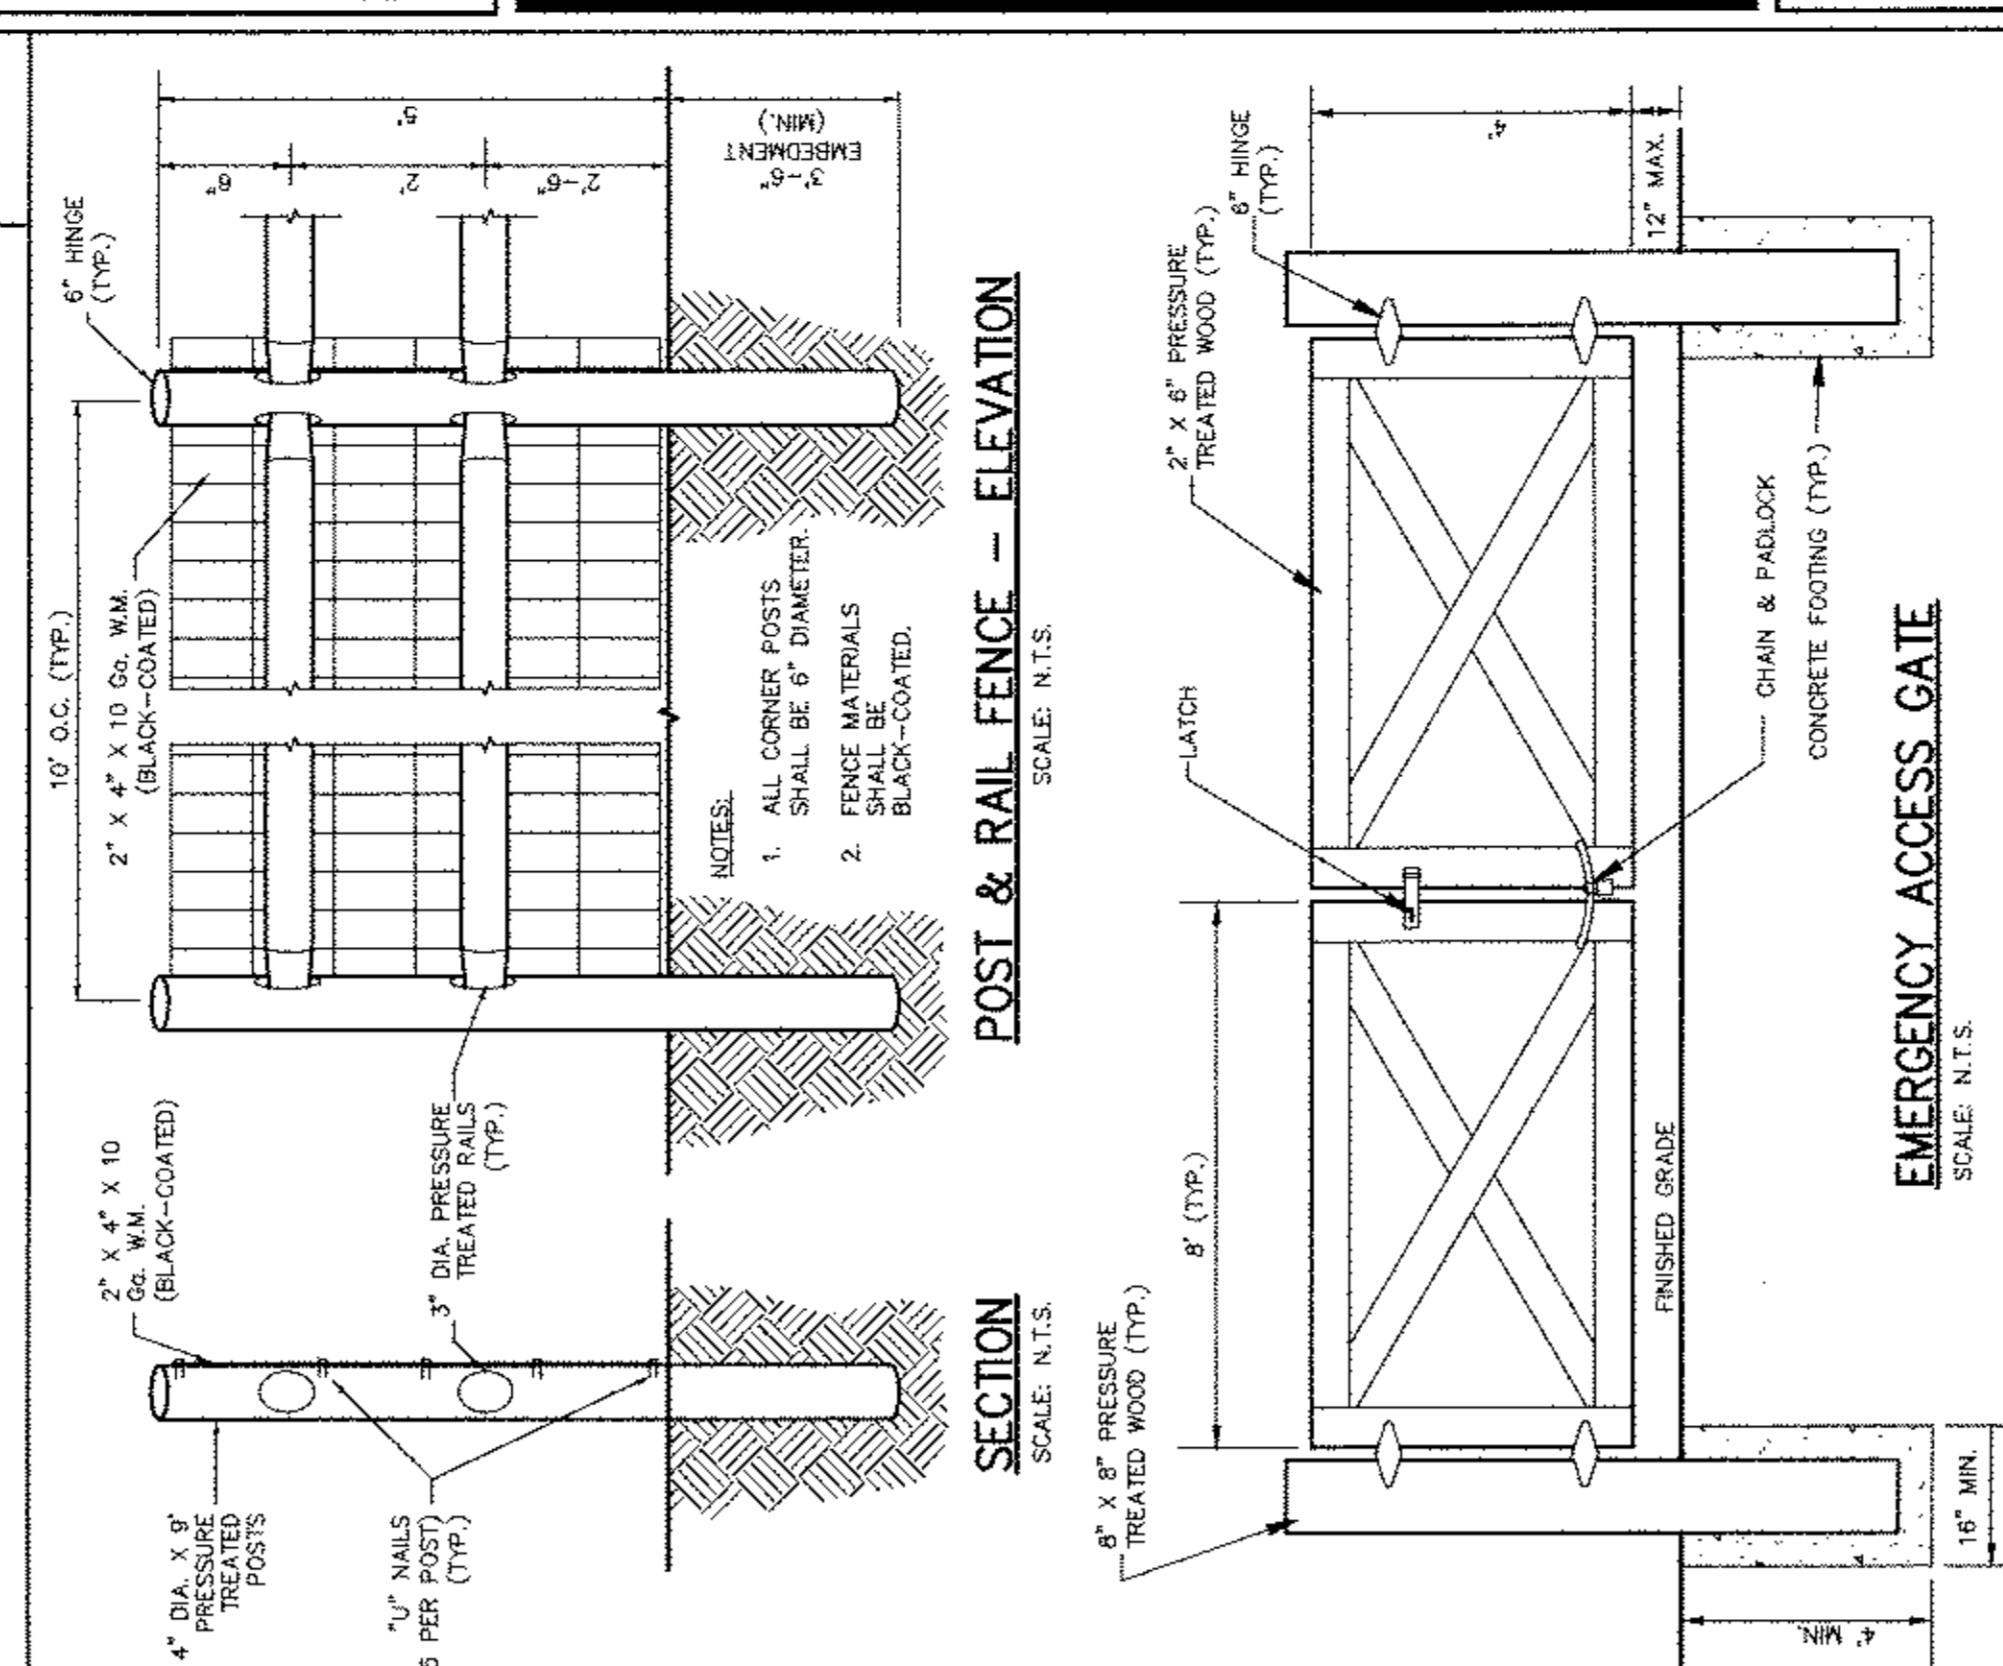 6" HINGE
(TYP.)
10' O.C. (TYP.)
2" X 4" X 10 Ga. W.M.
(BLACK-COATED)
5'
6"
2'
2'-6"
3'-6"
EMBEDMENT
(MIN.)
NOTES:
1. ALL CORNER POSTS
SHALL BE 6" DIAMETER.
2. FENCE MATERIALS
SHALL BE
BLACK-COATED.
POST & RAIL FENCE - ELEVATION
SCALE: N.T.S.
2" X 4" X 10
Ga. W.M.
(BLACK-COATED)
3" DIA. PRESSURE
TREATED RAILS
(TYP.)
4" DIA. X 9'
PRESSURE
TREATED
POSTS
"U" NAILS
PER POST)
(TYP.)
SECTION
SCALE: N.T.S.
8" X 8" PRESSURE
TREATED WOOD (TYP.)
8' (TYP.)
LATCH
2" X 6" PRESSURE
TREATED WOOD (TYP.)
6" HINGE
(TYP.)
4'
12" MAX.
FINISHED GRADE
CHAIN & PADLOCK
CONCRETE FOOTING (TYP.)
16" MIN.
4' MIN.
EMERGENCY ACCESS GATE
SCALE: N.T.S.